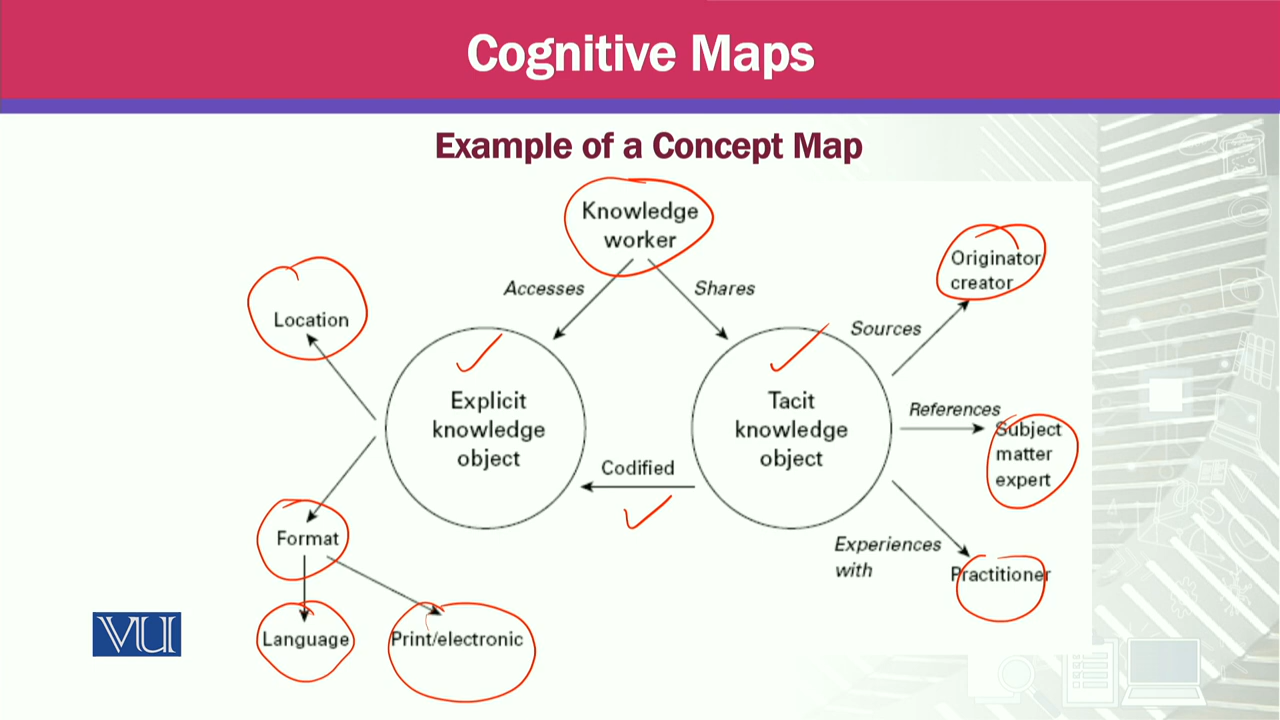 Cognitive Maps
Example of a Concept Map
Knowledge
worker
Accesses
Shares
Originator
creator
Location
Sources
Explicit
knowledge
object
Tacit
knowledge
object
References
Subject
matter
expert
Codified
Format
Experiences
with
Practitioner
Language
Print/electronic
VU